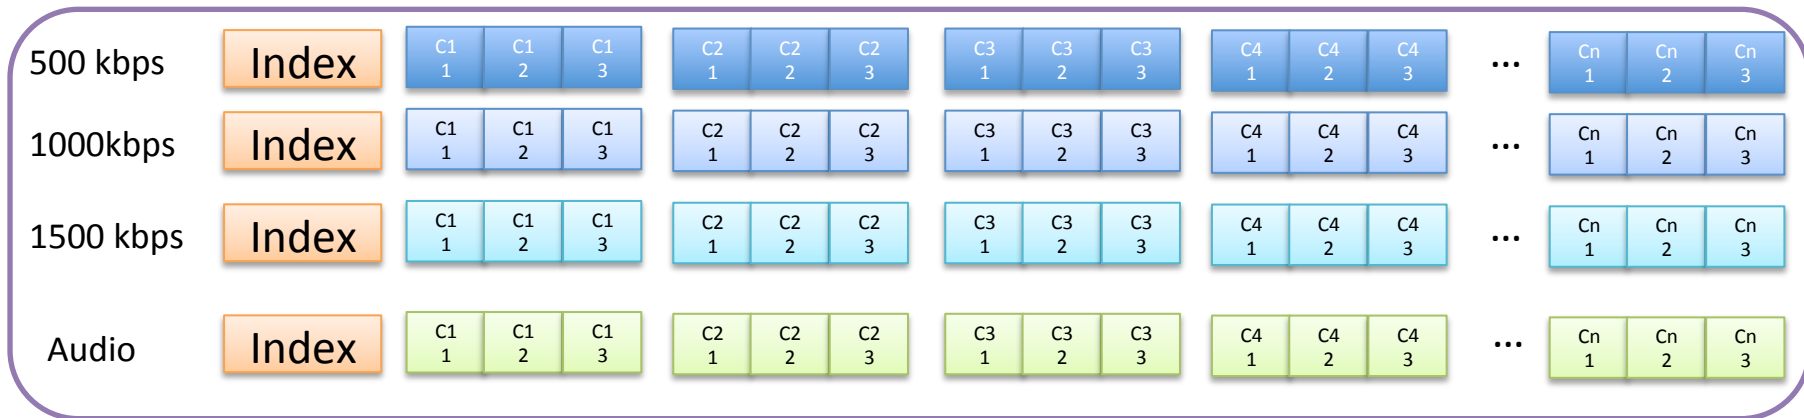 500 kbps Index C1 C1 C1 C2 C2 C2 C3 C3 C3 C4 C4 C4 ... Cn Cn Cn
1 2 3 1 2 3 1 2 3 1 2 3 1 2 3
1000kbps Index C1 C1 C1 C2 C2 C2 C3 C3 C3 C4 C4 C4 ... Cn Cn Cn
1 2 3 1 2 3 1 2 3 1 2 3 1 2 3
1500 kbps Index C1 C1 C1 C2 C2 C2 C3 C3 C3 C4 C4 C4 ... Cn Cn Cn
1 2 3 1 2 3 1 2 3 1 2 3 1 2 3
Audio Index C1 C1 C1 C2 C2 C2 C3 C3 C3 C4 C4 C4 ... Cn Cn Cn
1 2 3 1 2 3 1 2 3 1 2 3 1 2 3